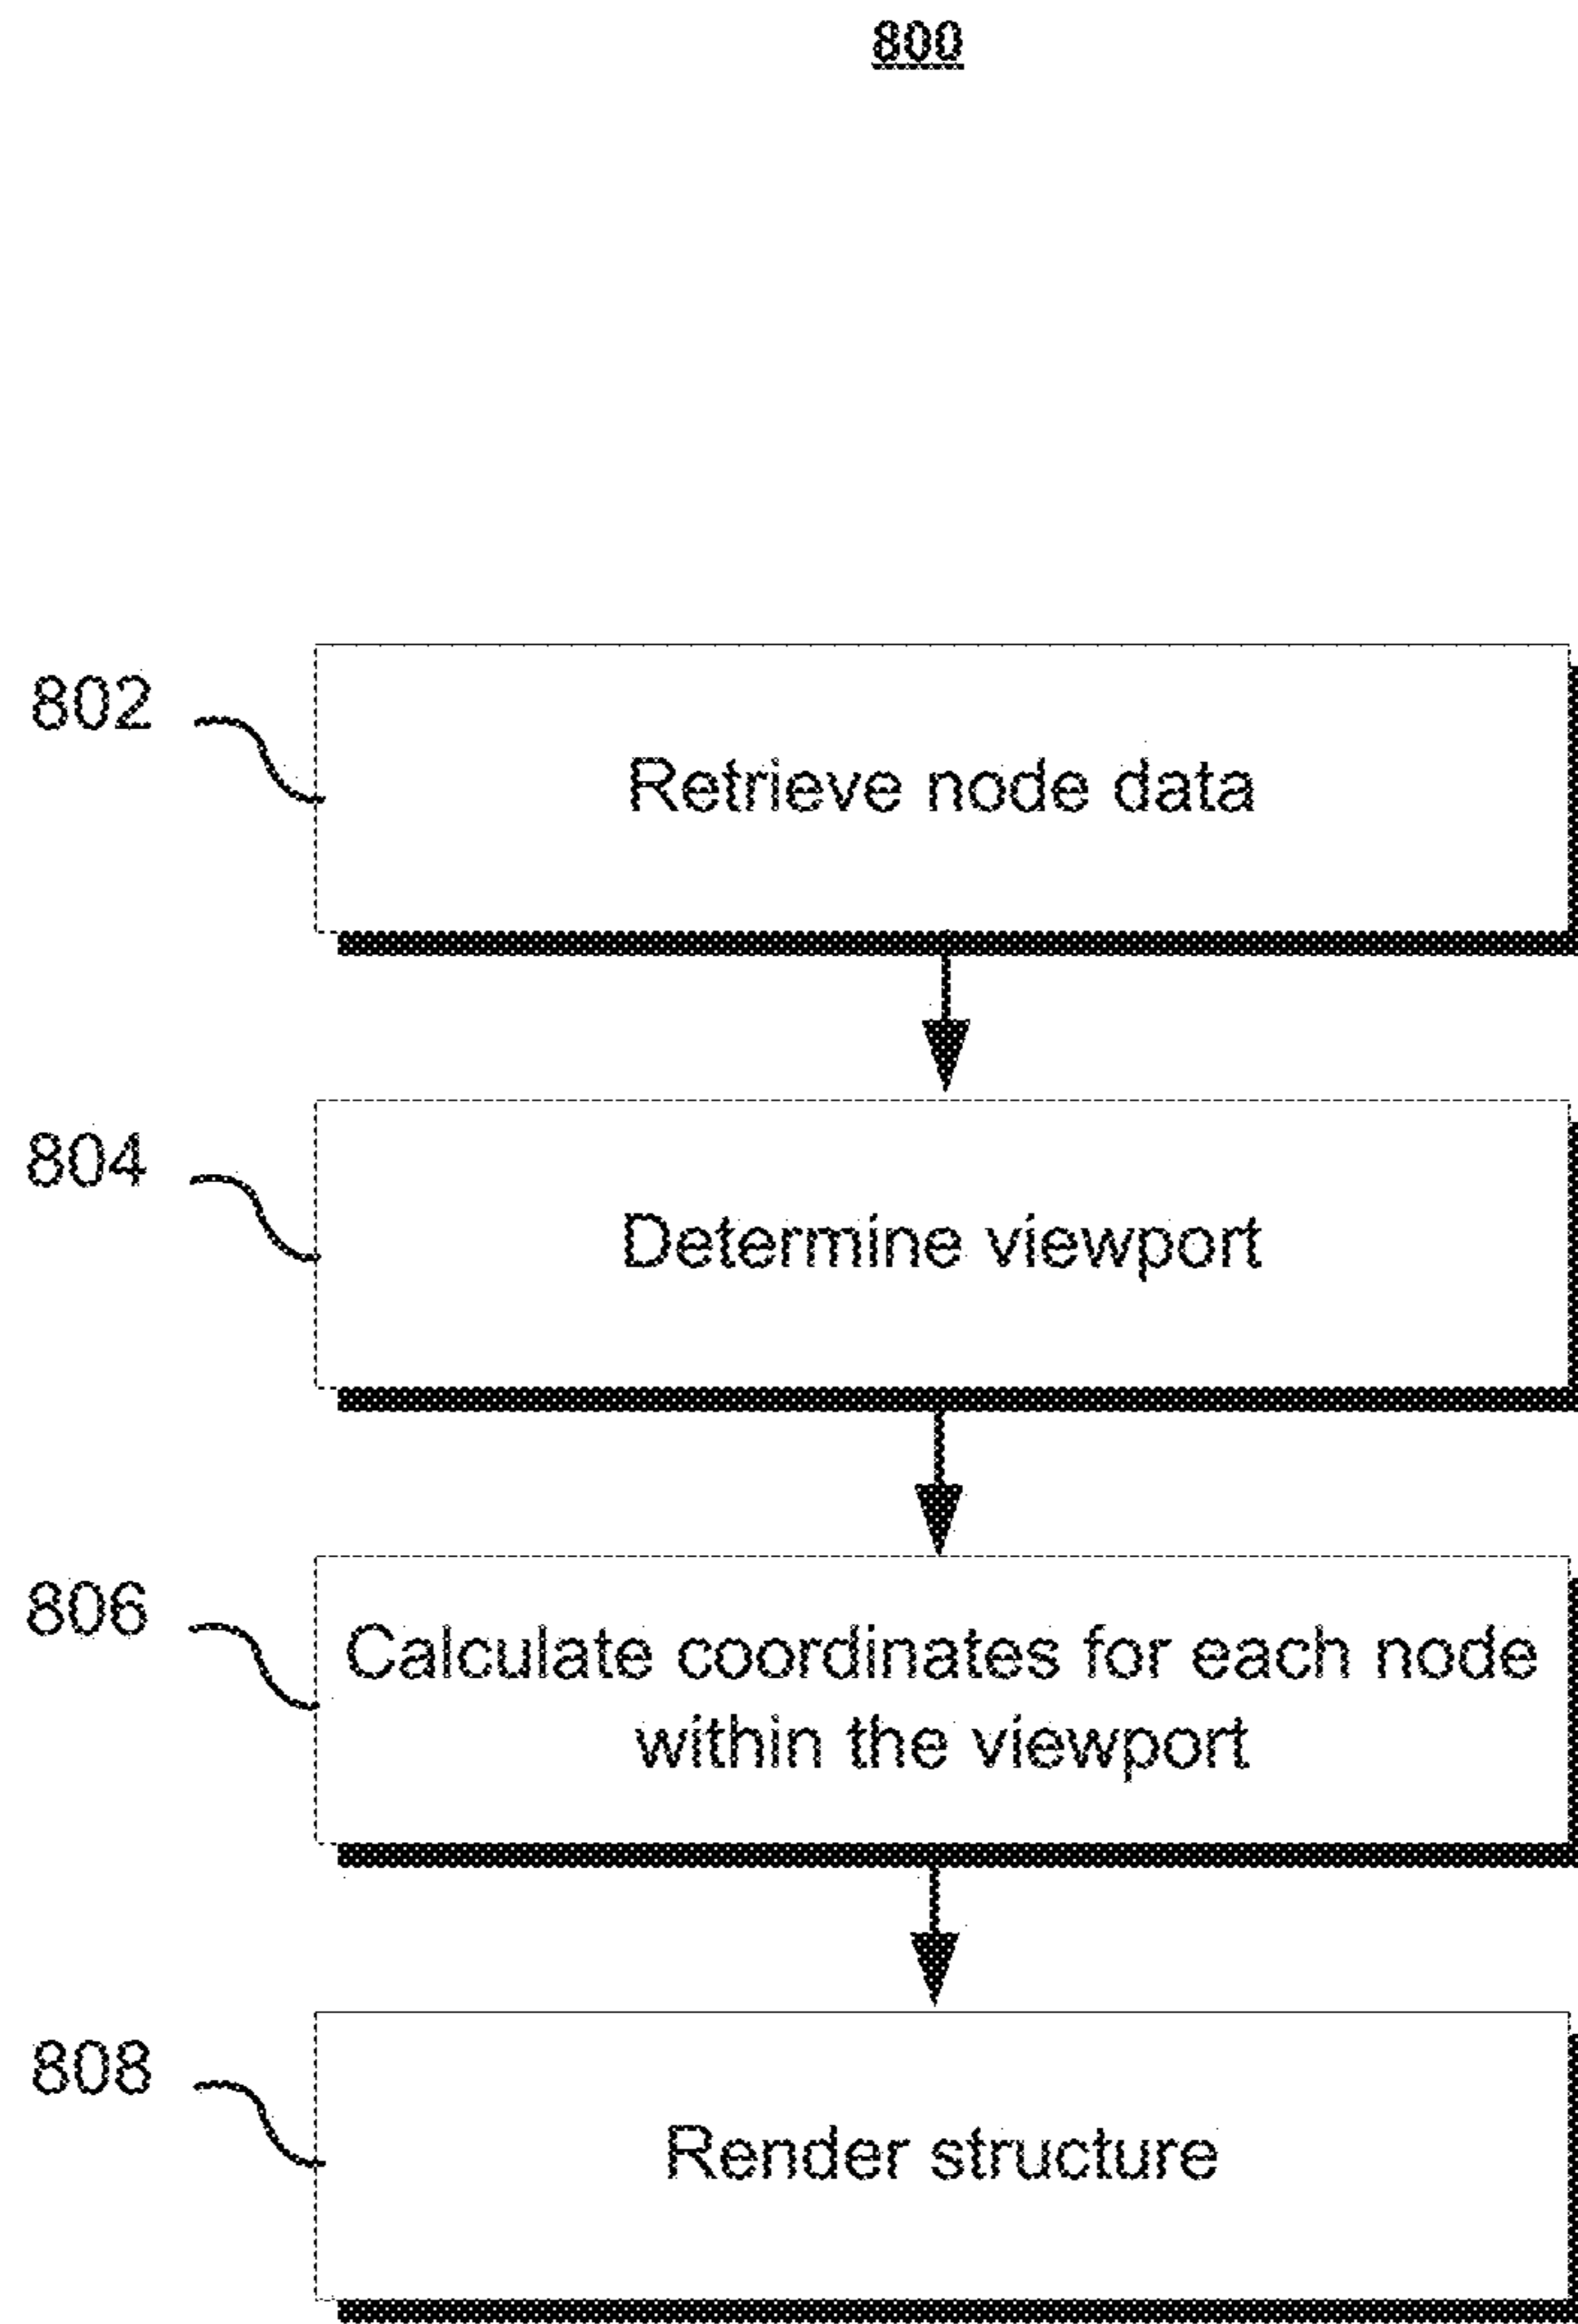 800
802
Retrieve node data
804
Determine viewport
806
Calculate coordinates for each node
within the viewport
808
Render structure